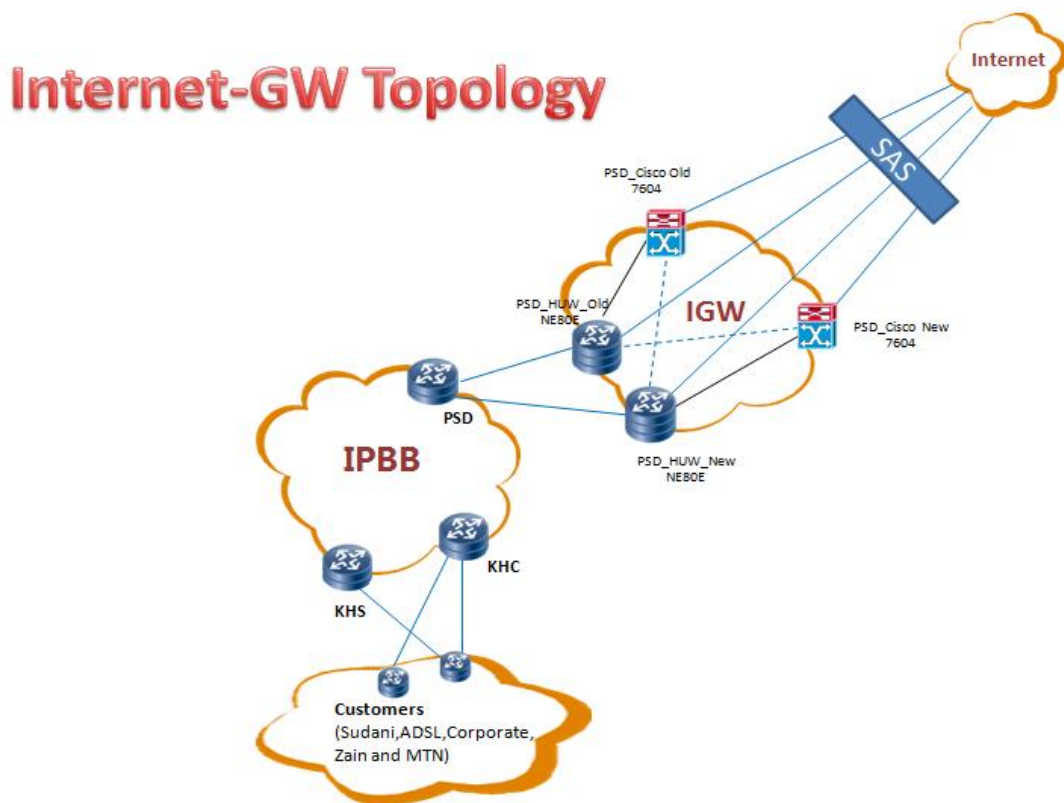 Internet-GW Topology
Internet
SAS
PSD_Cisco Old
7604
PSD_HUW_Old
NE80E
IGW
PSD_Cisco New
7604
PSD
PSD_HUW_New
NE80E
IPBB
KHC
KHS
Customers
(Sudani,ADSL,Corporate,
Zain and MTN)